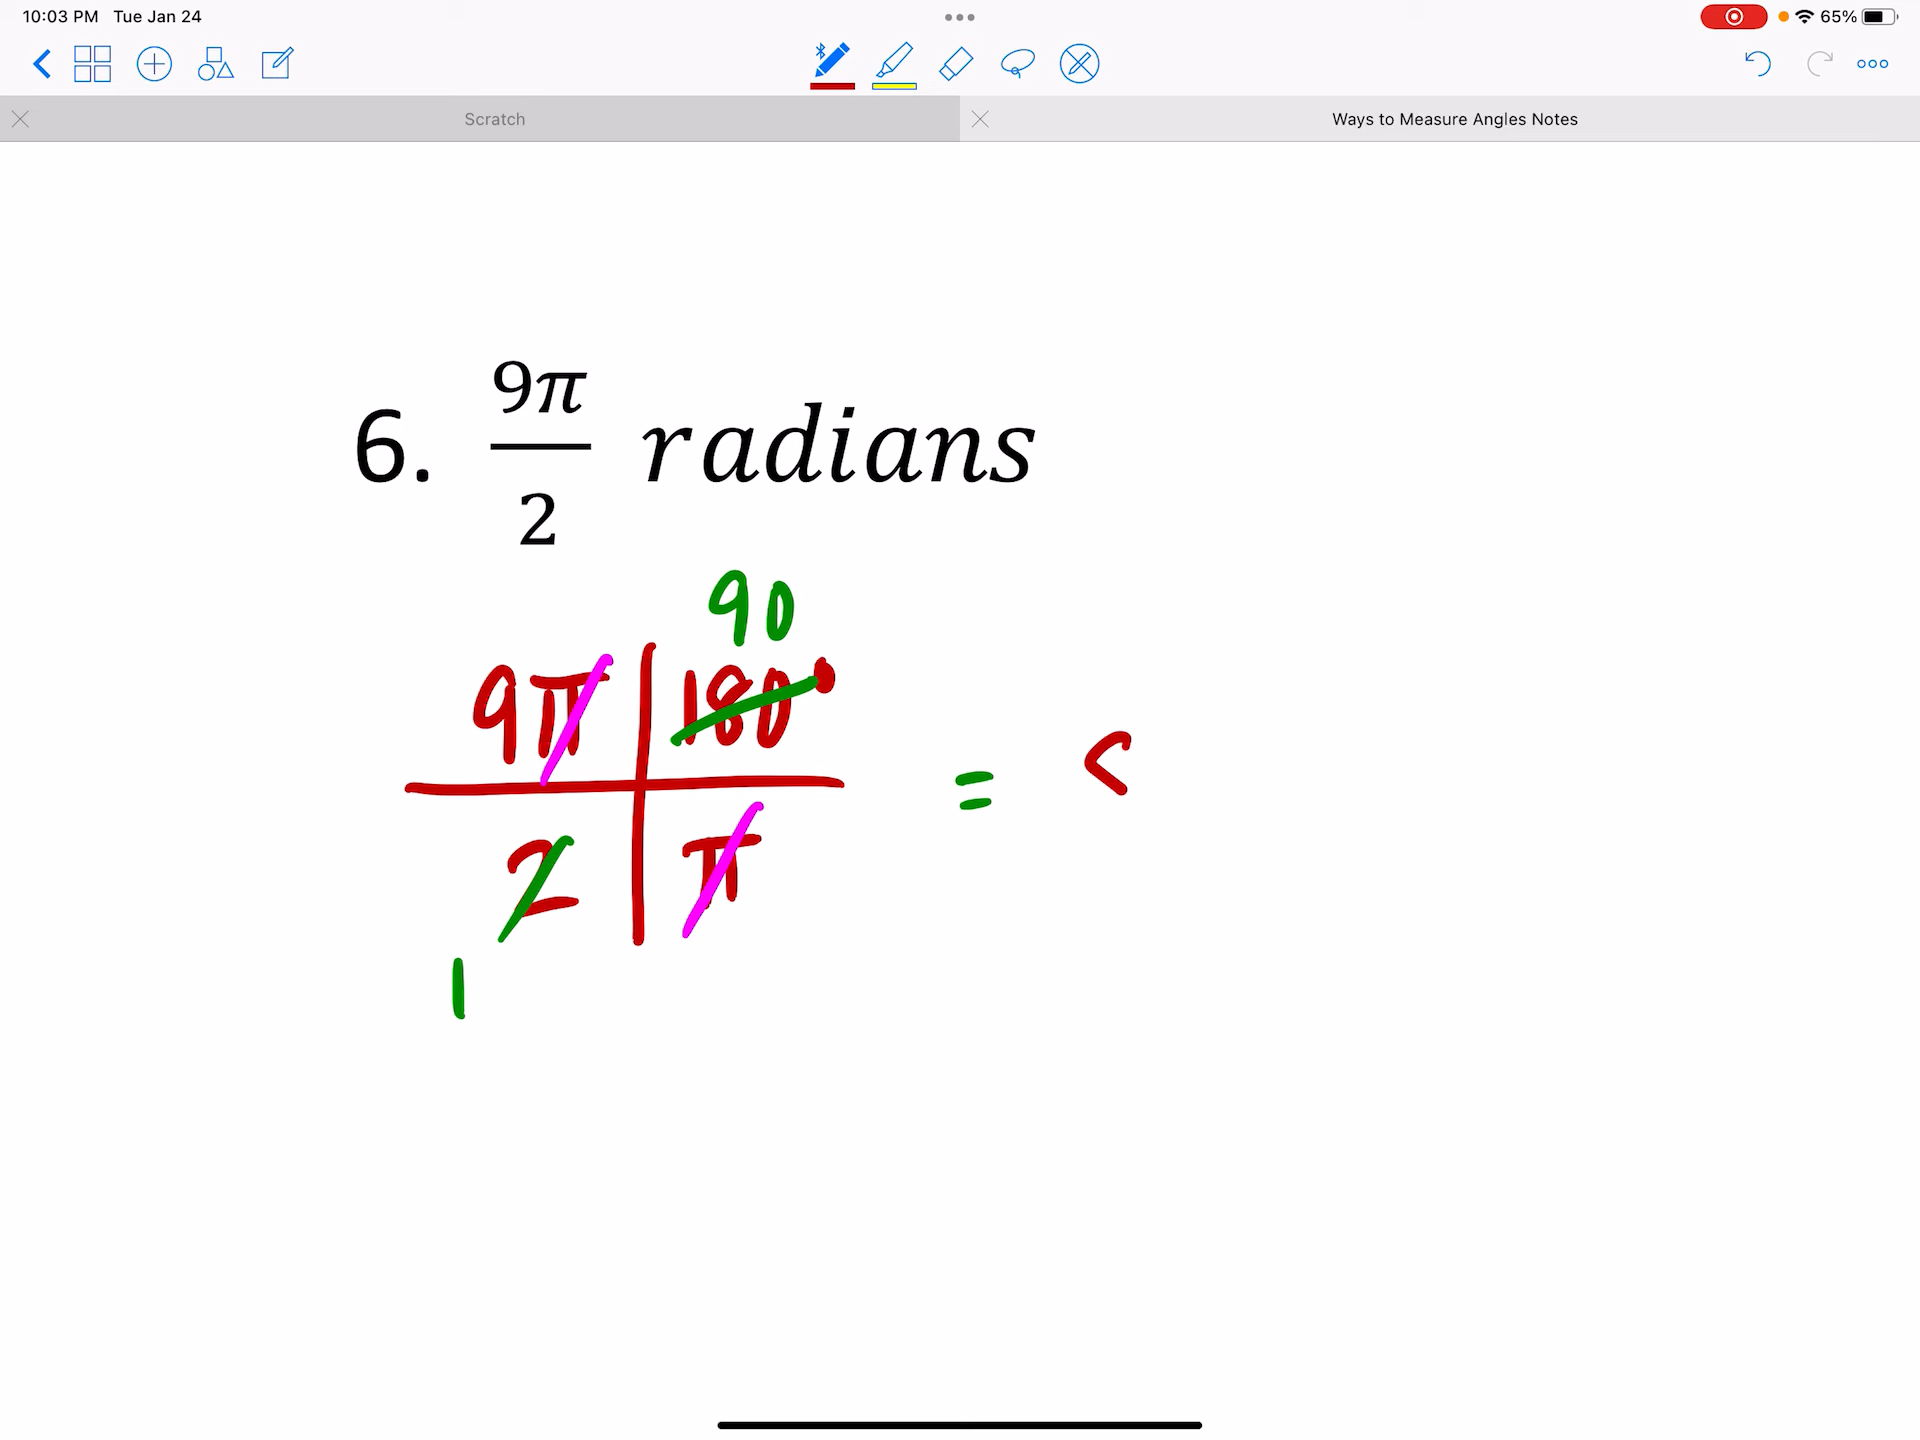 10:03 PM Tue Jan 24
65%
Scratch
Ways to Measure Angles Notes
6. 9π/2 radians
90
9π 180°
=
2 π
1